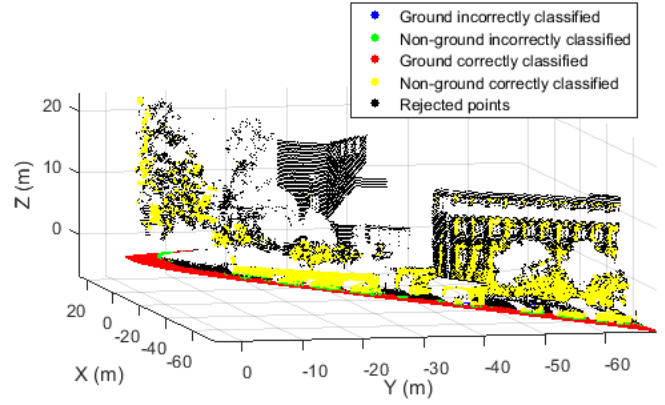 Ground incorrectly classified
Non-ground incorrectly classified
Ground correctly classified
Non-ground correctly classified
Rejected points
20
10
0
Z (m)
20
0
-20
-40
-60
X (m)
0
-10
-20
-30
-40
-50
-60
Y (m)